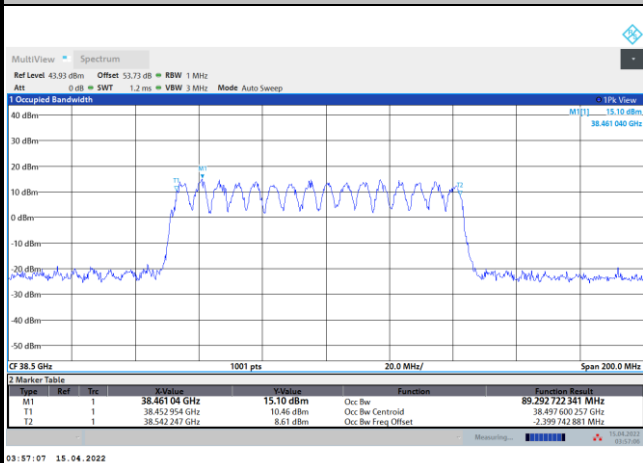 MultiView Spectrum
Ref Level 43.93 dBm Offset 53.73 dB RBW 1 MHz
Att 0 dB SWT 1.2 ms VBW 3 MHz Mode Auto Sweep
1 Occupied Bandwidth 1Pk View
M1[1] 15.10 dBm
38.461 040 GHz
40 dBm
30 dBm
20 dBm
T1 M1 T2
10 dBm
0 dBm
-10 dBm
-20 dBm
-30 dBm
-40 dBm
-50 dBm
CF 38.5 GHz 1001 pts 20.0 MHz/ Span 200.0 MHz
2 Marker Table
Type Ref Trc X-Value Y-Value Function Function Result
M1 1 38.461 04 GHz 15.10 dBm Occ Bw 89.292 722 341 MHz
T1 1 38.452 954 GHz 10.46 dBm Occ Bw Centroid 38.497 600 257 GHz
T2 1 38.542 247 GHz 8.61 dBm Occ Bw Freq Offset -2.399 742 881 MHz
Measuring... 15.04.2022
03:57:06
03:57:07 15.04.2022